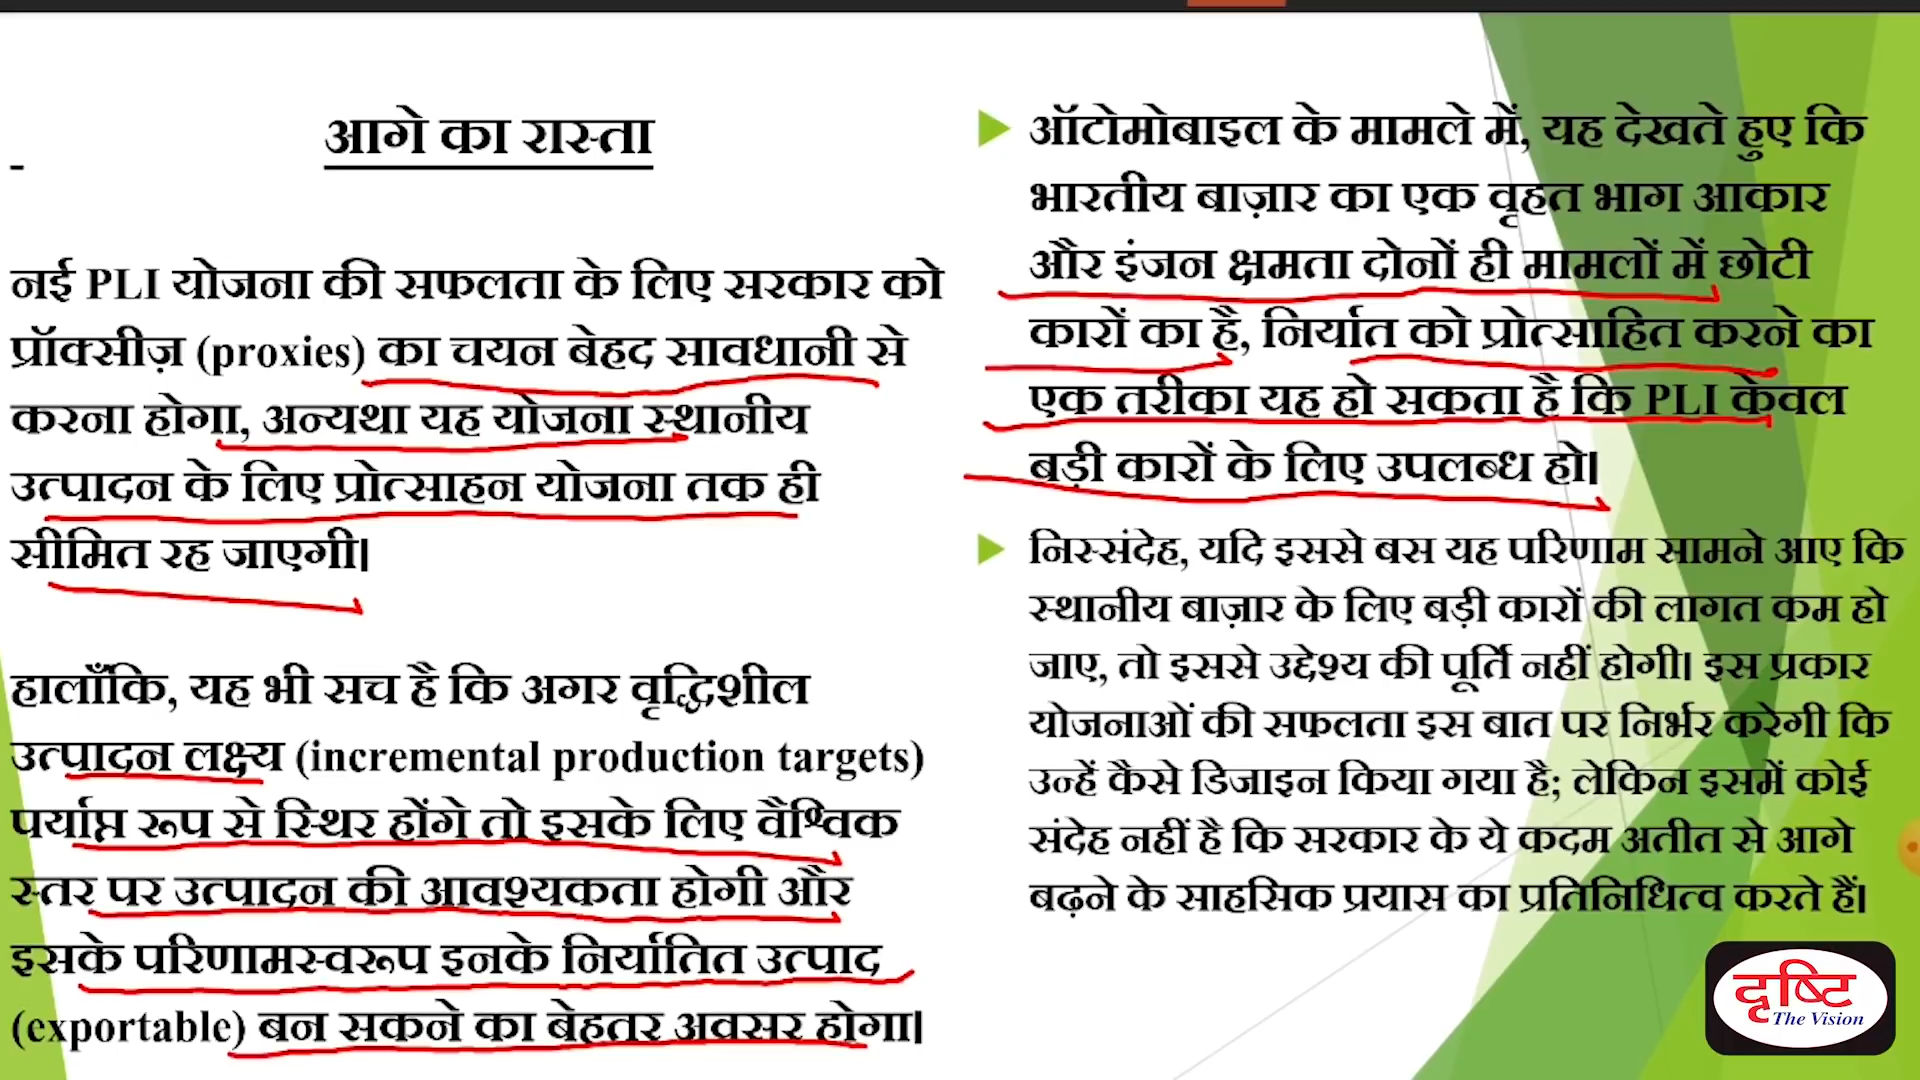 आगे का रास्ता
नई PLI योजना की सफलता के लिए सरकार को
प्रॉक्सीज़ (proxies) का चयन बेहद सावधानी से
करना होगा, अन्यथा यह योजना स्थानीय
उत्पादन के लिए प्रोत्साहन योजना तक ही
सीमित रह जाएगी।
हालाँकि, यह भी सच है कि अगर वृद्धिशील
उत्पादन लक्ष्य (incremental production targets)
पर्याप्त रूप से स्थिर होंगे तो इसके लिए वैश्विक
स्तर पर उत्पादन की आवश्यकता होगी और
इसके परिणामस्वरूप इनके निर्यातित उत्पाद
(exportable) बन सकने का बेहतर अवसर होगा।
ऑटोमोबाइल के मामले में, यह देखते हुए कि
भारतीय बाज़ार का एक वृहत भाग आकार
और इंजन क्षमता दोनों ही मामलों में छोटी
कारों का है, निर्यात को प्रोत्साहित करने का
एक तरीका यह हो सकता है कि PLI केवल
बड़ी कारों के लिए उपलब्ध हो।
निस्संदेह, यदि इससे बस यह परिणाम सामने आए कि
स्थानीय बाज़ार के लिए बड़ी कारों की लागत कम हो
जाए, तो इससे उद्देश्य की पूर्ति नहीं होगी। इस प्रकार
योजनाओं की सफलता इस बात पर निर्भर करेगी कि
उन्हें कैसे डिजाइन किया गया है; लेकिन इसमें कोई
संदेह नहीं है कि सरकार के ये कदम अतीत से आगे
बढ़ने के साहसिक प्रयास का प्रतिनिधित्व करते हैं।
दृष्टि
The Vision